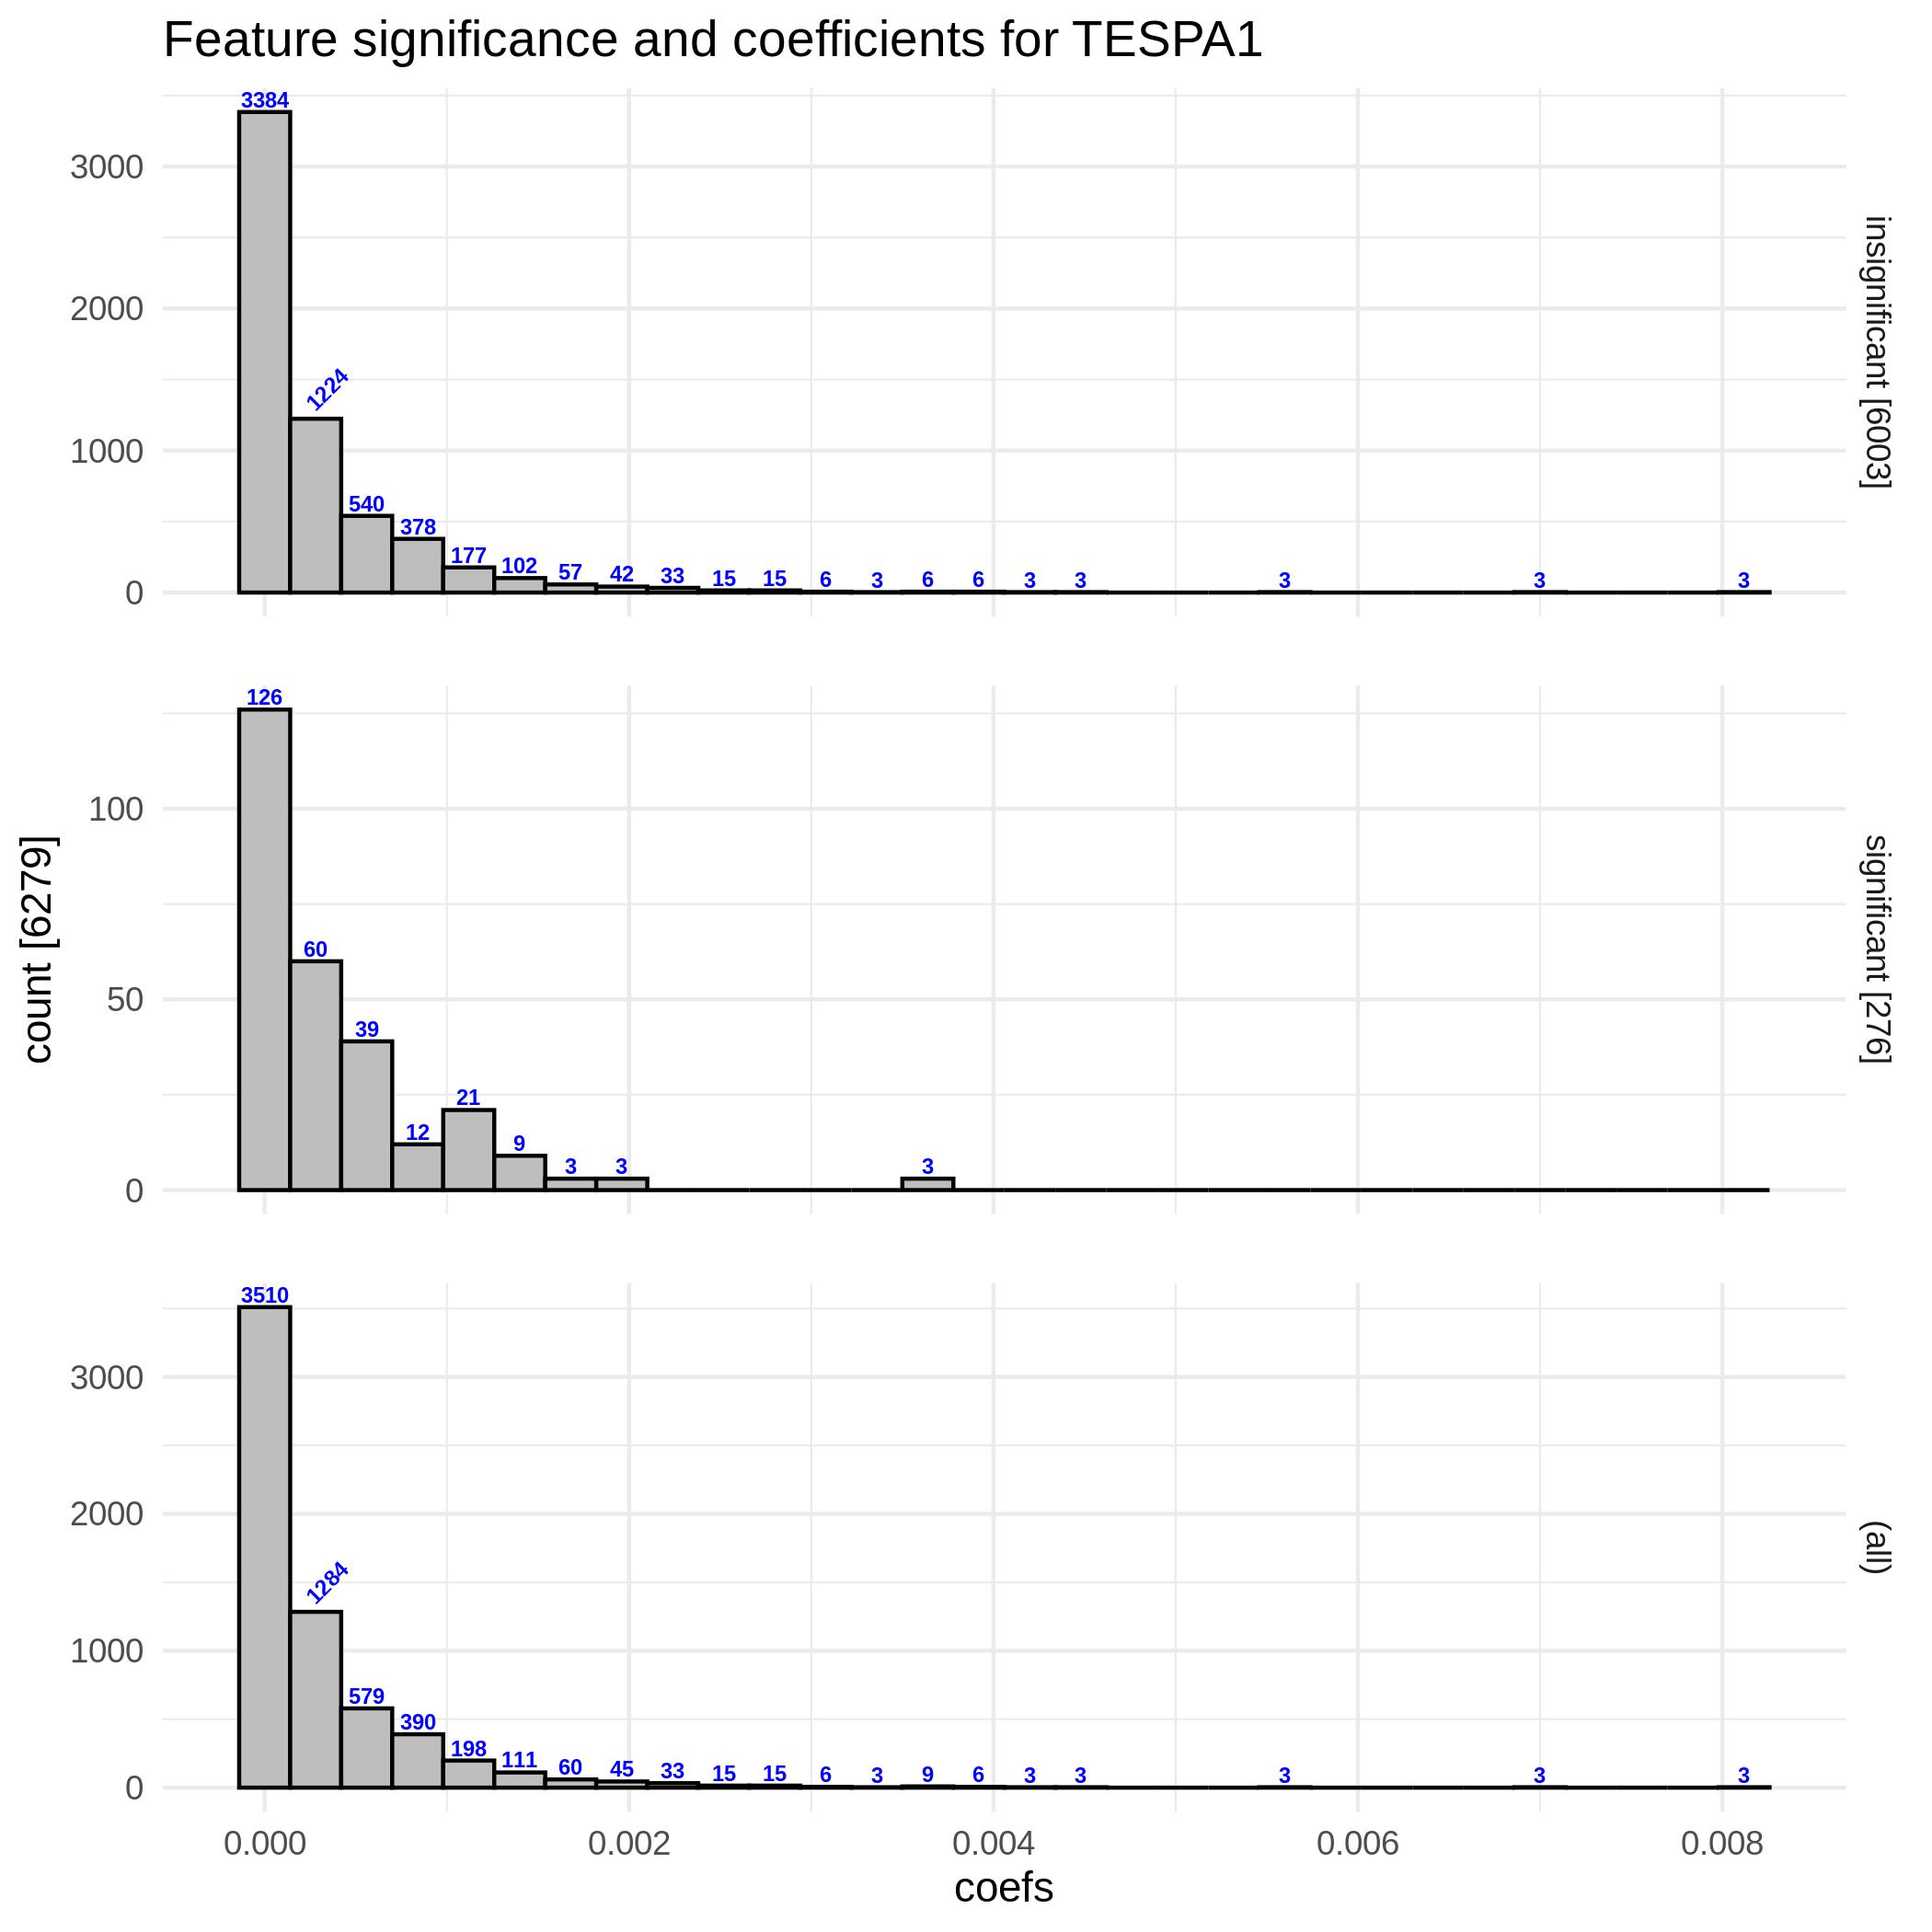 Feature significance and coefficients for TESPA1
3384
3000
2000
1224
1000
540
378
177 102 57 42 33 15 15 6 3 6 6 3 3 3 3 3
0
insignificant [6003]
126
100
60
50
39
21
12
9
3 3 3
0
significant [276]
count [6279]
3510
3000
2000
1284
1000
579
390
198 111 60 45 33 15 15 6 3 9 6 3 3 3 3 3
0
(all)
0.000 0.002 0.004 0.006 0.008
coefs